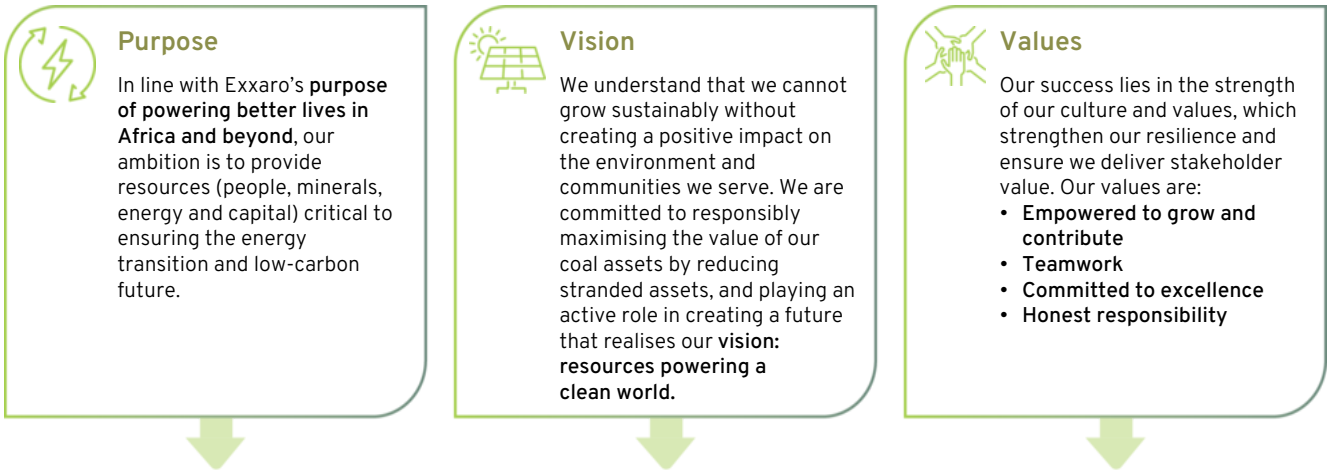 Purpose
In line with Exxaro's purpose
of powering better lives in
Africa and beyond, our
ambition is to provide
resources (people, minerals,
energy and capital) critical to
ensuring the energy
transition and low-carbon
future.
Vision
We understand that we cannot
grow sustainably without
creating a positive impact on
the environment and
communities we serve. We are
committed to responsibly
maximising the value of our
coal assets by reducing
stranded assets, and playing an
active role in creating a future
that realises our vision:
resources powering a
clean world.
Values
Our success lies in the strength
of our culture and values, which
strengthen our resilience and
ensure we deliver stakeholder
value. Our values are:
• Empowered to grow and
contribute
• Teamwork
• Committed to excellence
• Honest responsibility